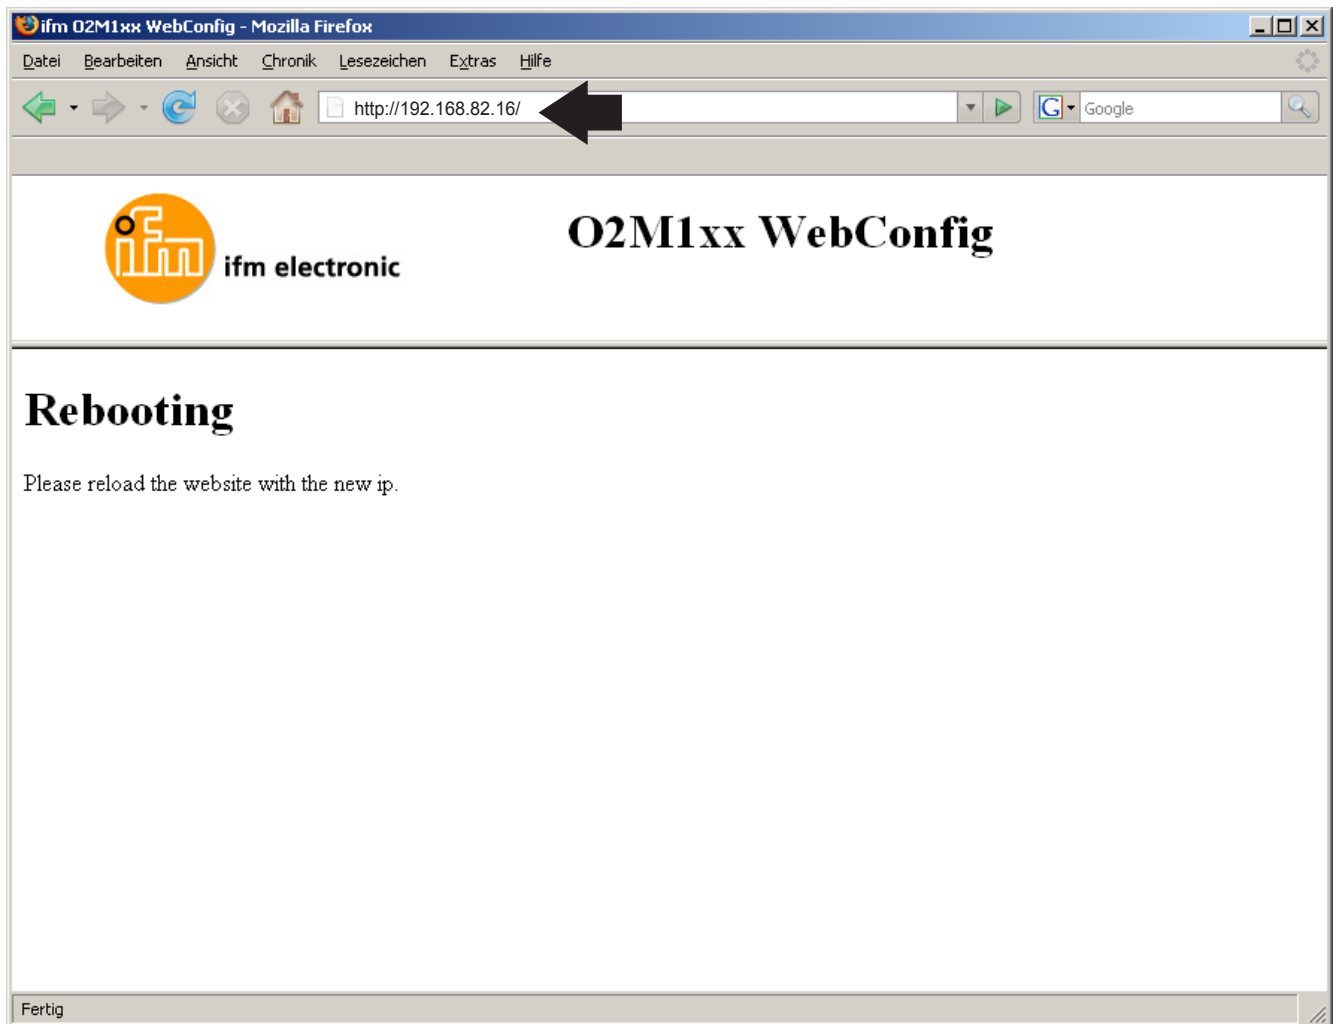 ifm O2M1xx WebConfig - Mozilla Firefox
Datei Bearbeiten Ansicht Chronik Lesezeichen Extras Hilfe
http://192.168.82.16/ G Google
ifm
ifm electronic
O2M1xx WebConfig
Rebooting
Please reload the website with the new ip.
Fertig